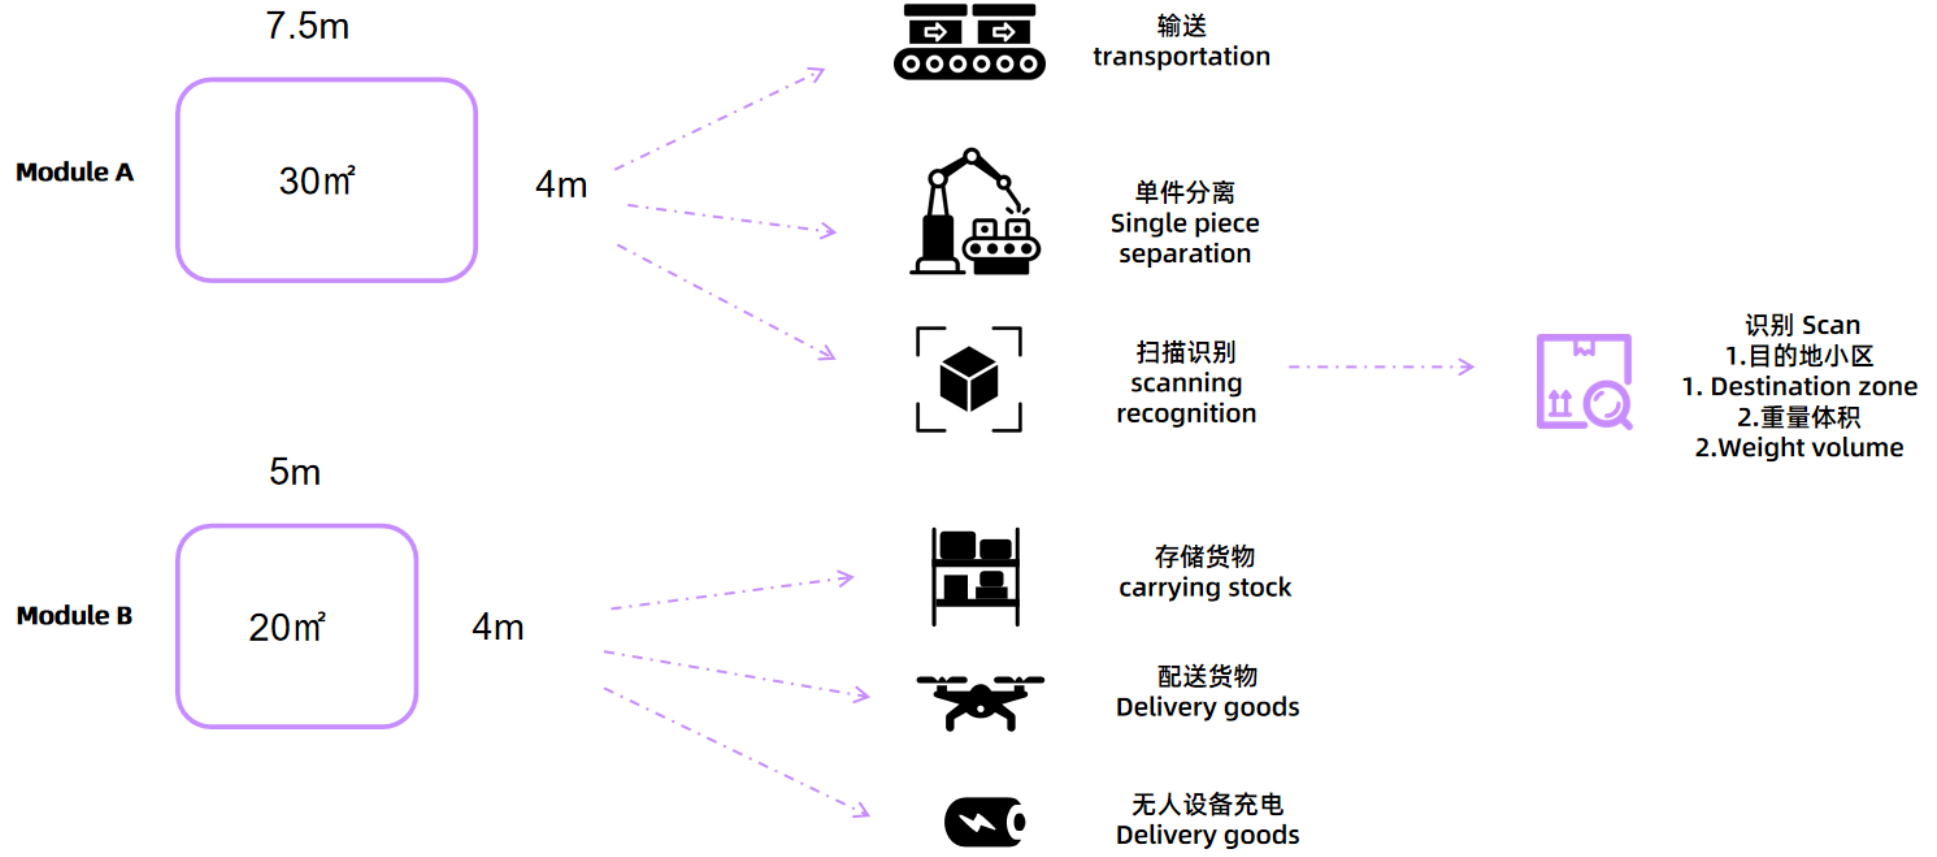 7.5m
Module A
30㎡
4m
输送
transportation
单件分离
Single piece
separation
扫描识别
scanning
recognition
识别 Scan
1.目的地小区
1. Destination zone
2.重量体积
2.Weight volume
5m
Module B
20㎡
4m
存储货物
carrying stock
配送货物
Delivery goods
无人设备充电
Delivery goods